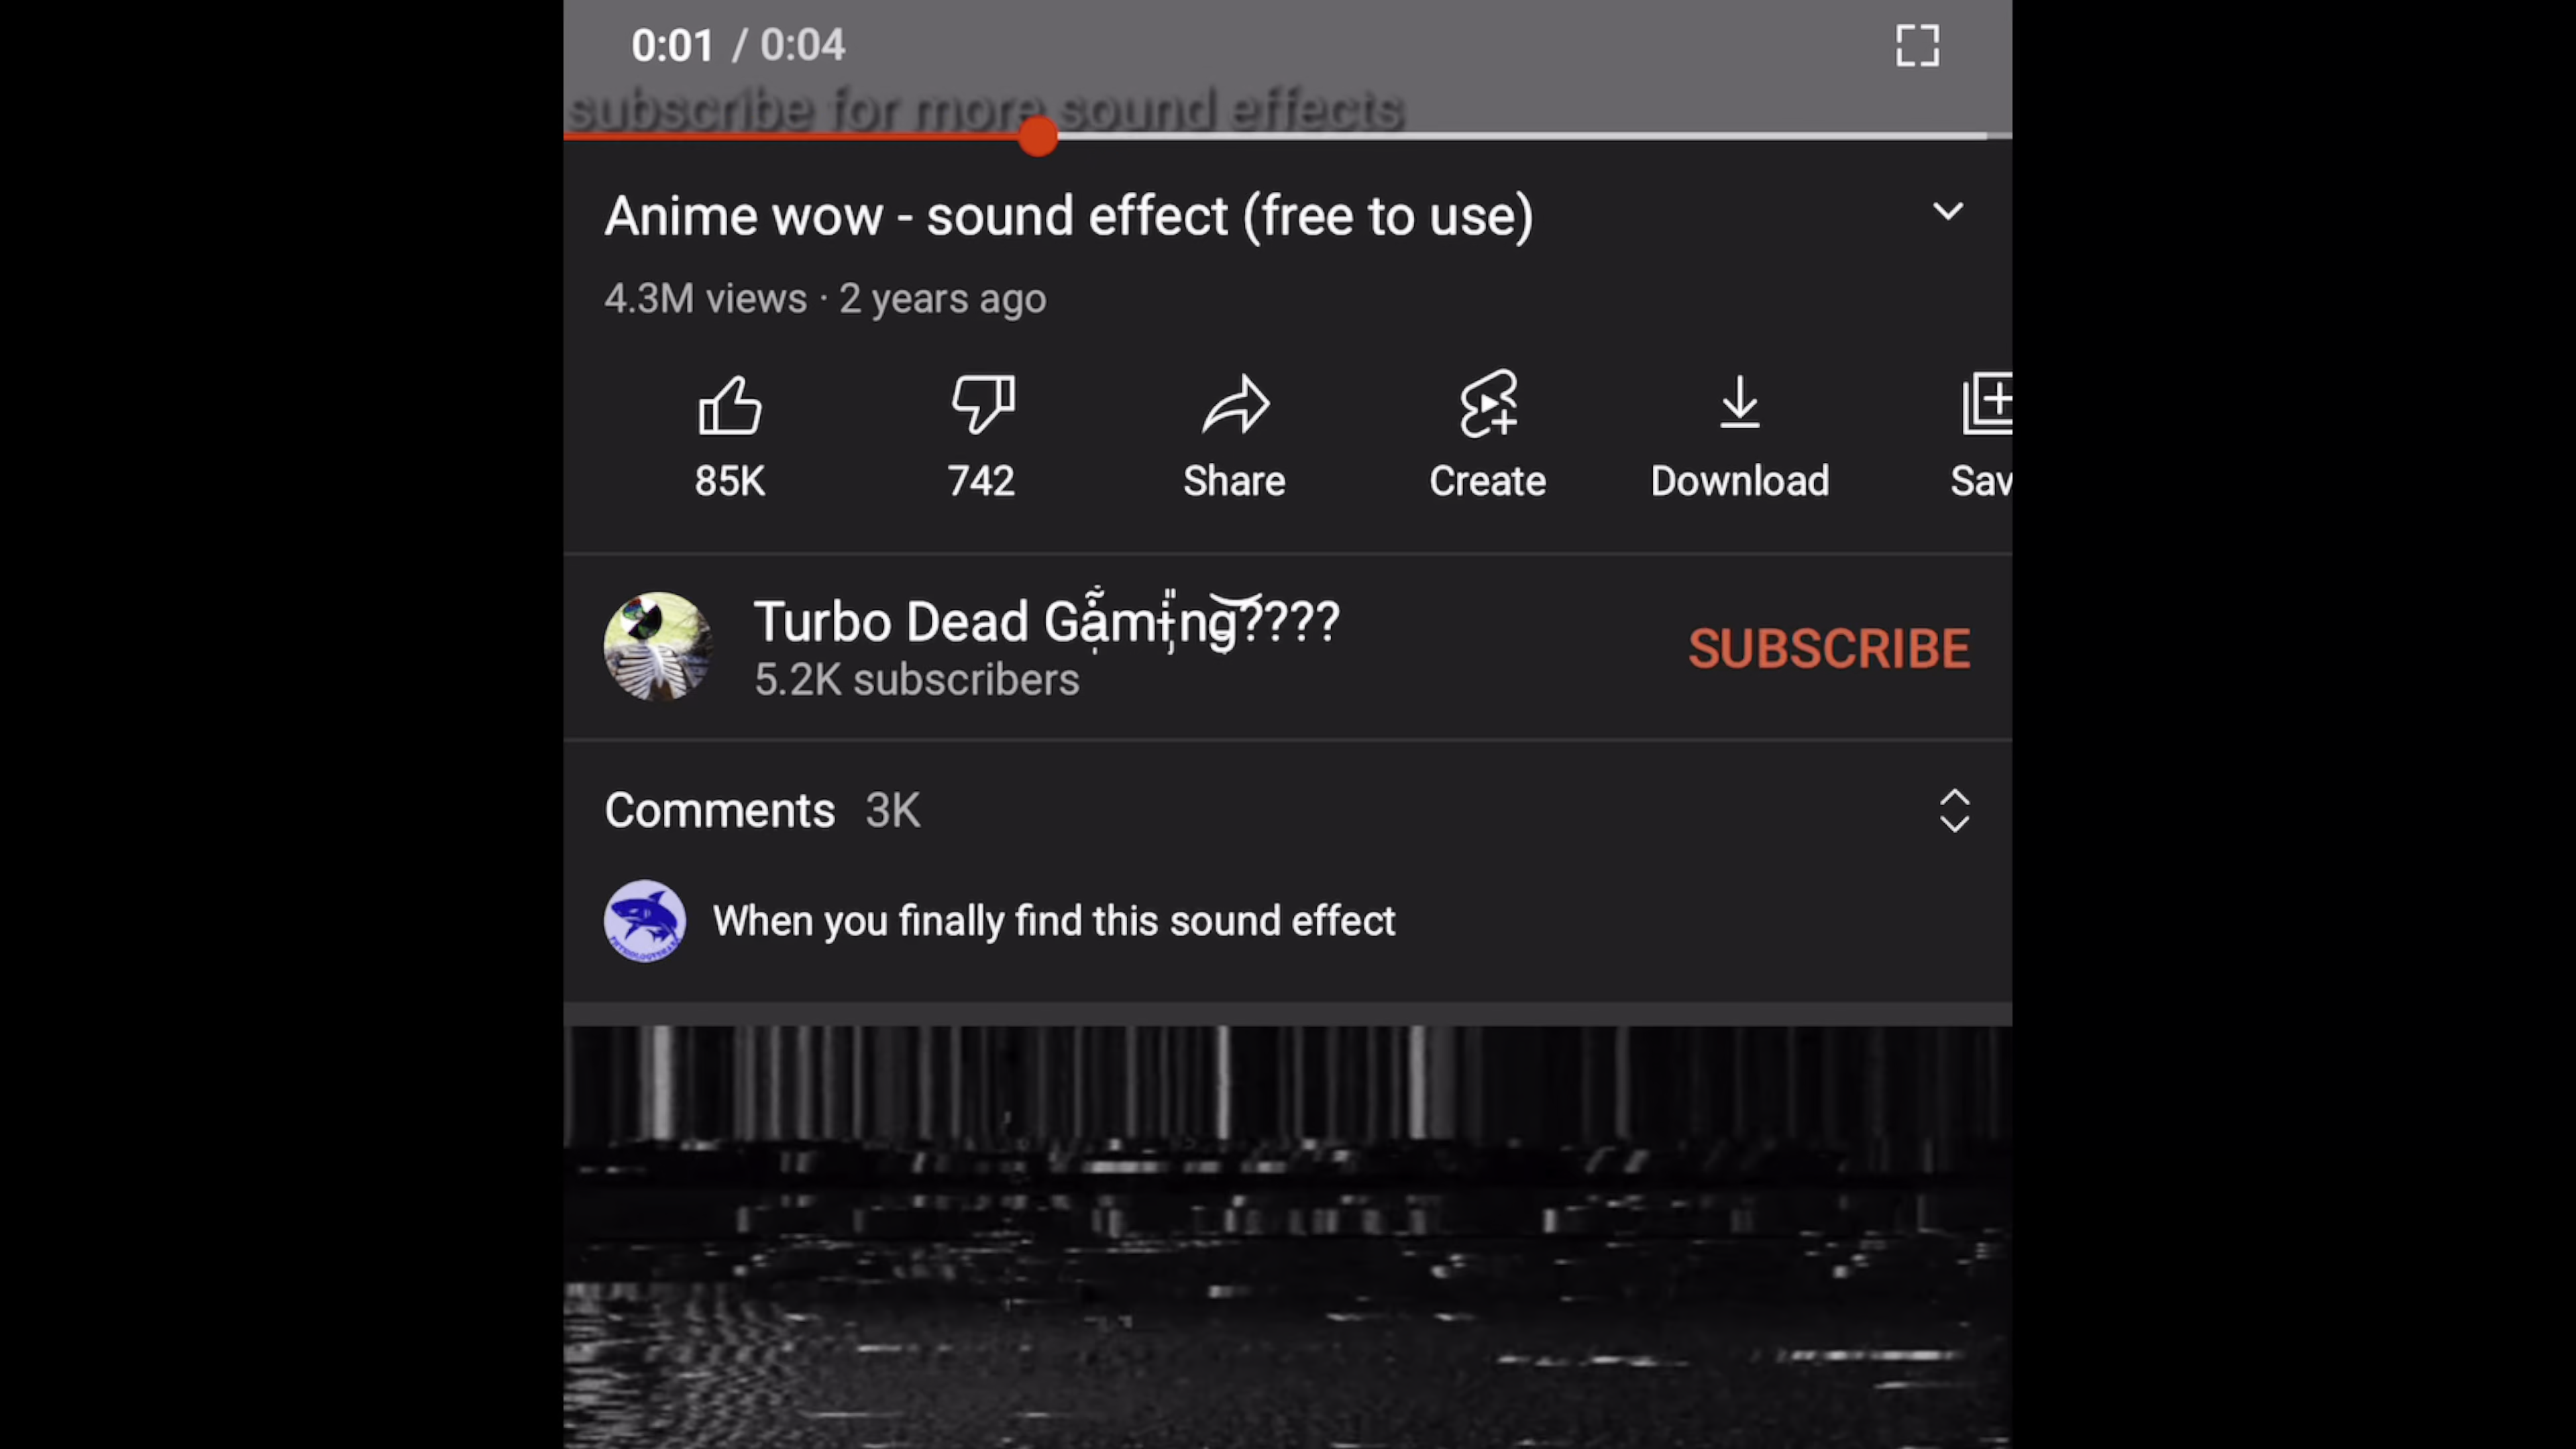 0:01 / 0:04
subscribe for more sound effects
Anime wow - sound effect (free to use)
4.3M views · 2 years ago
85K 742 Share Create Download Sav
Turbo Dead Gaming????
5.2K subscribers
SUBSCRIBE
Comments 3K
When you finally find this sound effect